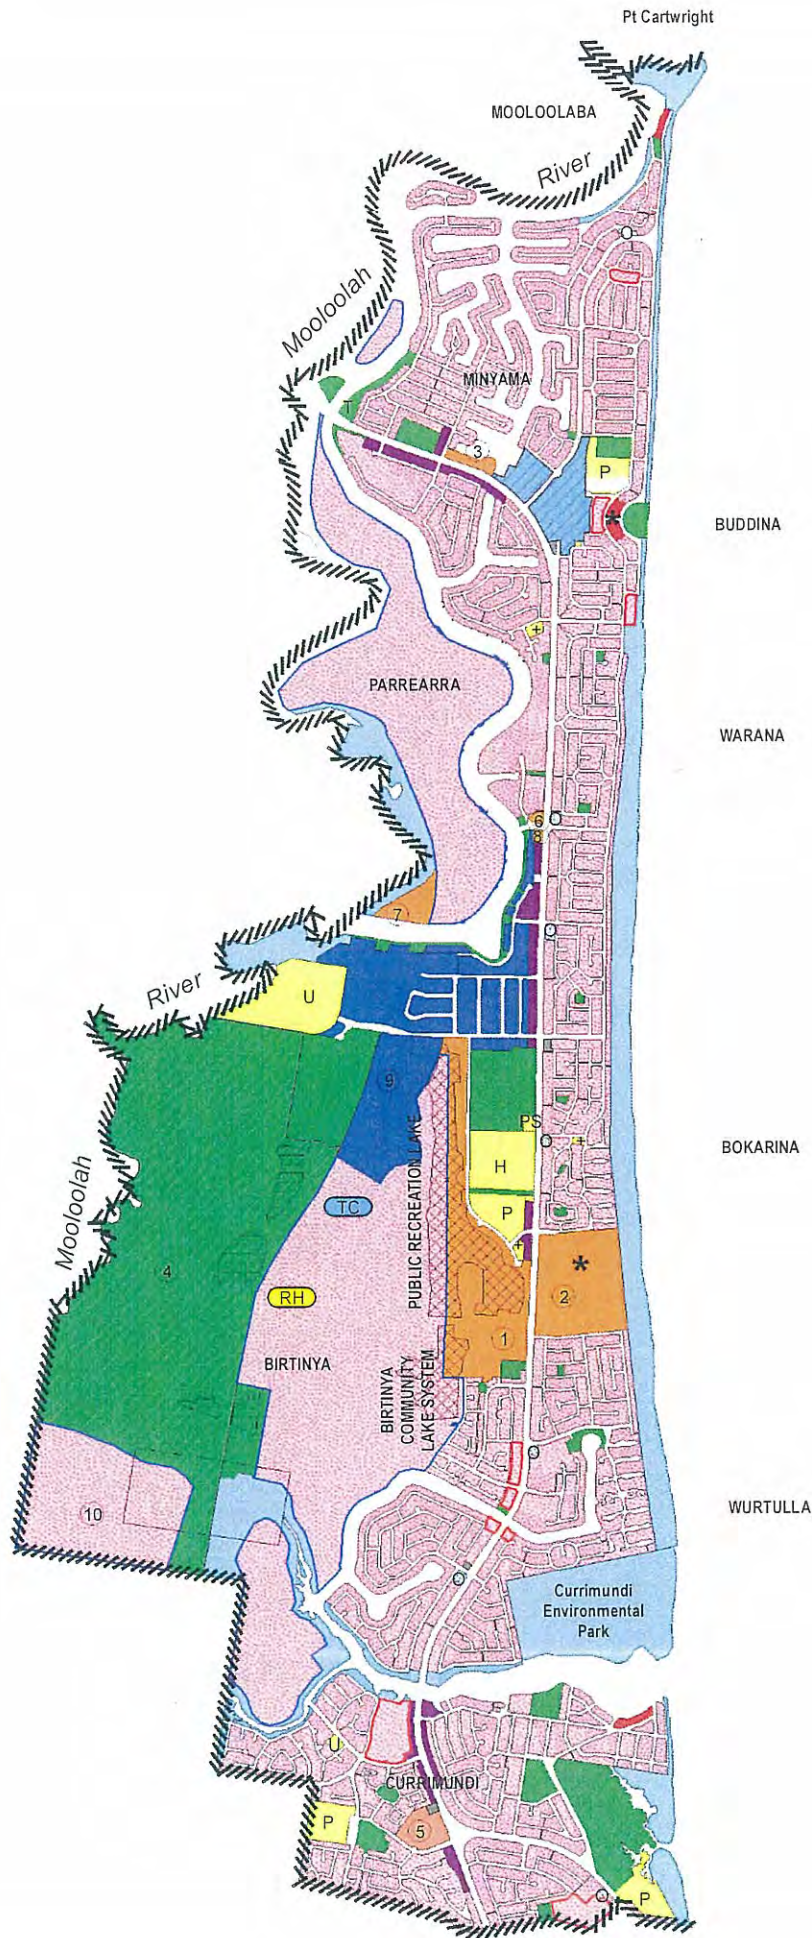 Pt Cartwright
MOOLOOLABA
River
Mooloolah
MINYAMA
T
3
P
*
BUDDINA
+
PARREARRA
WARANA
6
8
7
River
U
9
PS
H
+
BOKARINA
Mooloolah
PUBLIC RECREATION LAKE
TC
P
+
4
*
RH
2
1
BIRTINYA
BIRTINYA
COMMUNITY
LAKE SYSTEM
10
WURTULLA
Currimundi
Environmental
Park
U
CURRIMUNDI
P
5
P